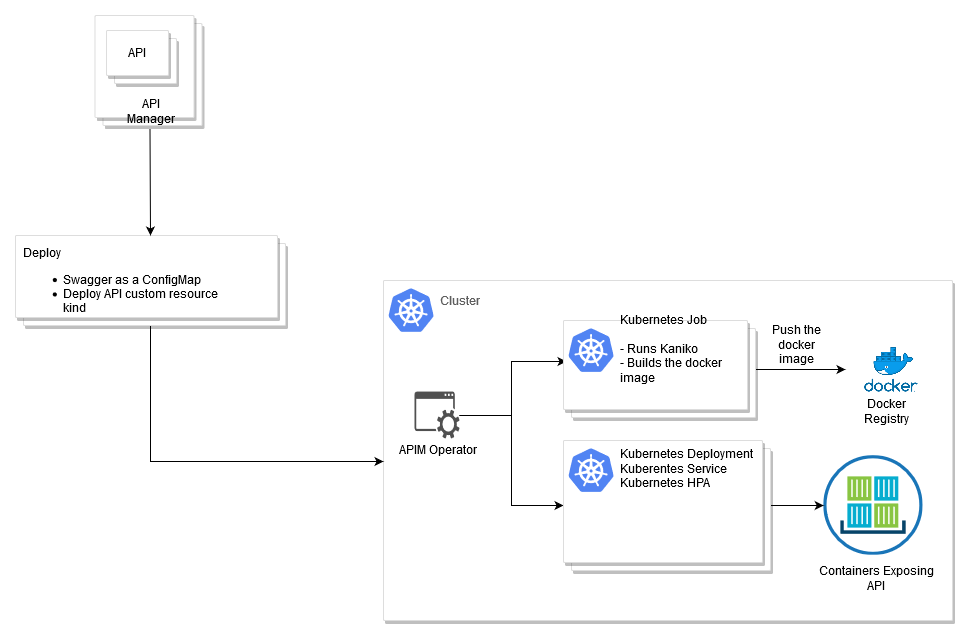 API
API
Manager
Deploy
• Swagger as a ConfigMap
• Deploy API custom resource
kind
Cluster
APIM Operator
Kubernetes Job
- Runs Kaniko
- Builds the docker
image
Push the
docker
image
docker
Docker
Registry
Kubernetes Deployment
Kuberentes Service
Kubernetes HPA
Containers Exposing
API